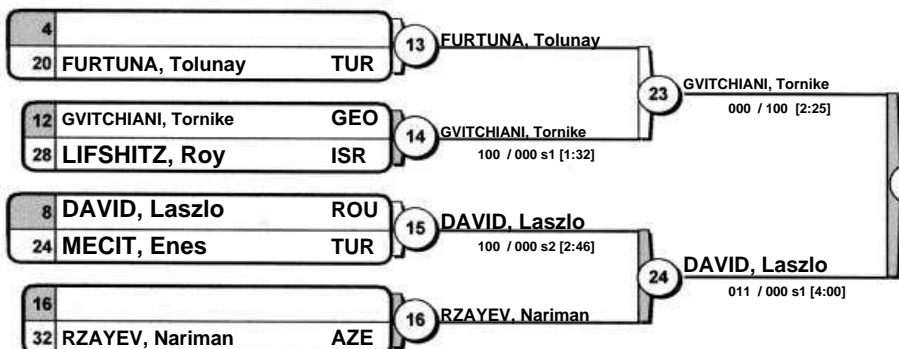 4
20 FURTUNA, Tolunay TUR
13
FURTUNA, Tolunay
12 GVITCHIANI, Tornike GEO
28 LIFSHITZ, Roy ISR
14
GVITCHIANI, Tornike
100 / 000 s1 [1:32]
23
GVITCHIANI, Tornike
000 / 100 [2:25]
8 DAVID, Laszlo ROU
24 MECIT, Enes TUR
15
DAVID, Laszlo
100 / 000 s2 [2:46]
16
32 RZAYEV, Nariman AZE
16
RZAYEV, Nariman
24
DAVID, Laszlo
011 / 000 s1 [4:00]